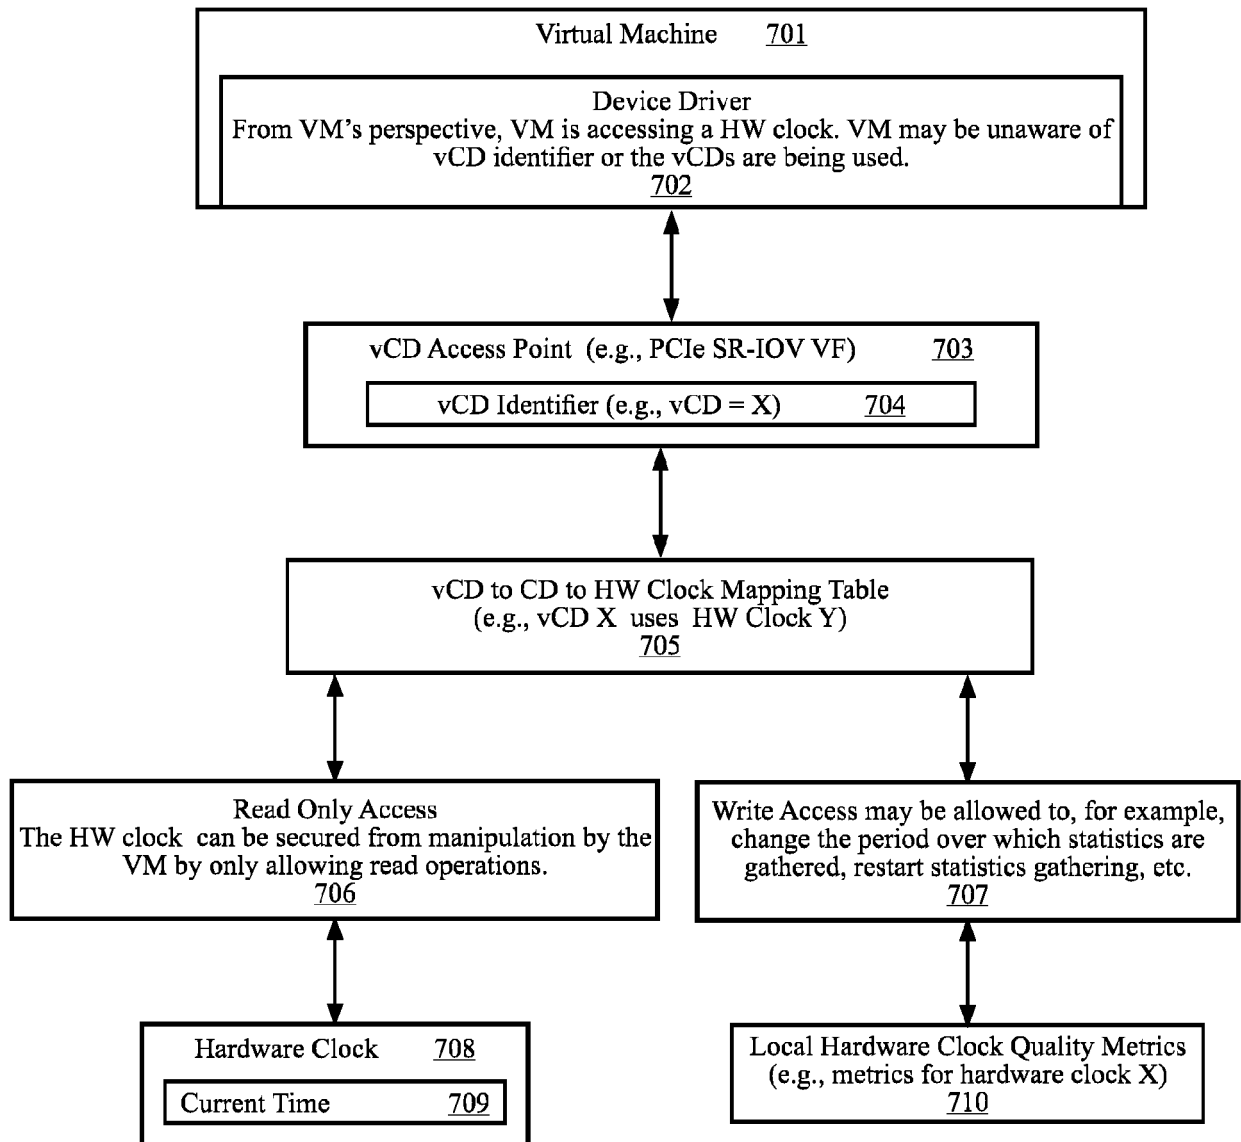 Virtual Machine 701
Device Driver
From VM's perspective, VM is accessing a HW clock. VM may be unaware of
vCD identifier or the vCDs are being used.
702
vCD Access Point (e.g., PCIe SR-IOV VF) 703
vCD Identifier (e.g., vCD = X) 704
vCD to CD to HW Clock Mapping Table
(e.g., vCD X uses HW Clock Y)
705
Read Only Access
The HW clock can be secured from manipulation by the
VM by only allowing read operations.
706
Write Access may be allowed to, for example,
change the period over which statistics are
gathered, restart statistics gathering, etc.
707
Hardware Clock 708
Current Time 709
Local Hardware Clock Quality Metrics
(e.g., metrics for hardware clock X)
710